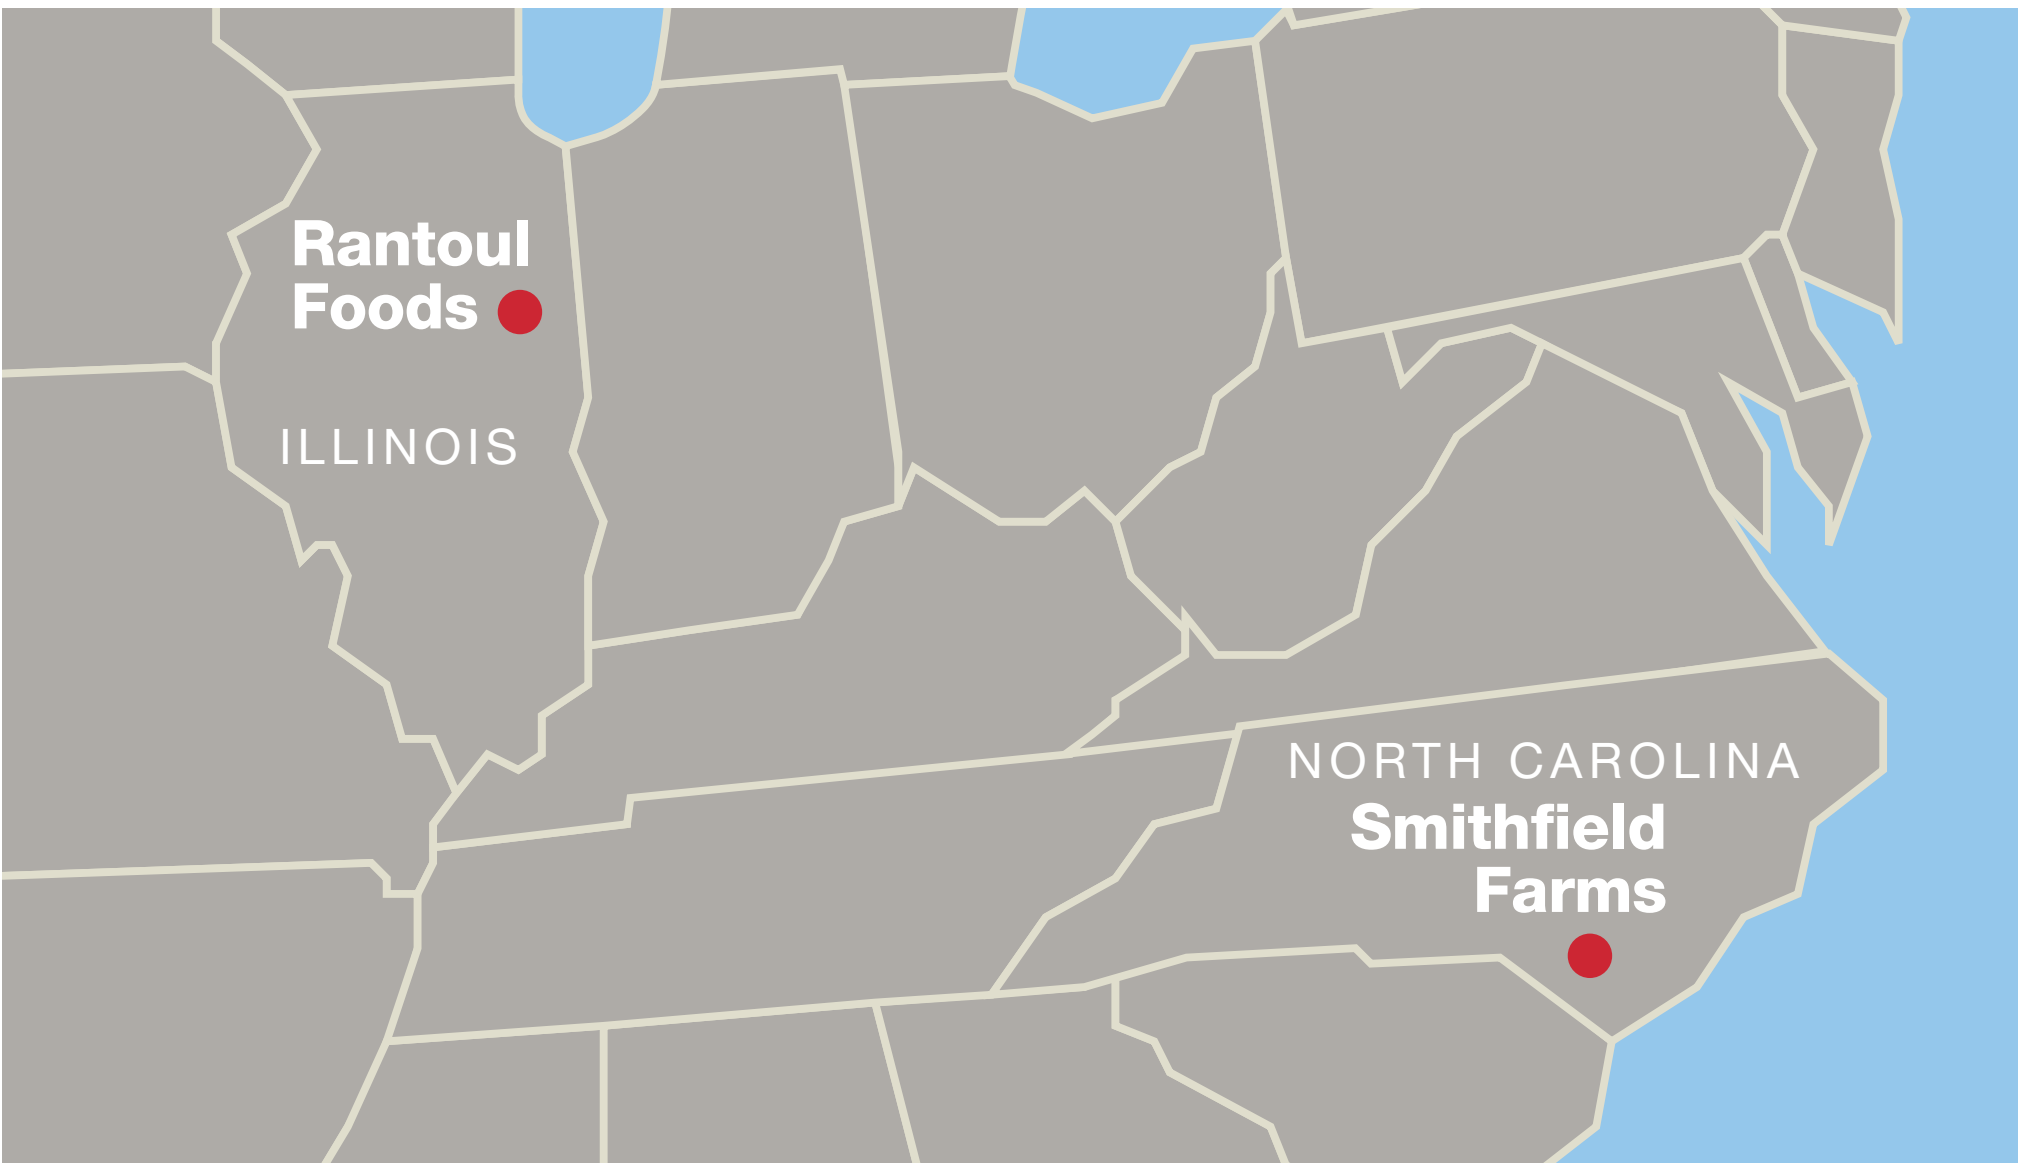 Rantoul
Foods
ILLINOIS
NORTH CAROLINA
Smithfield
Farms